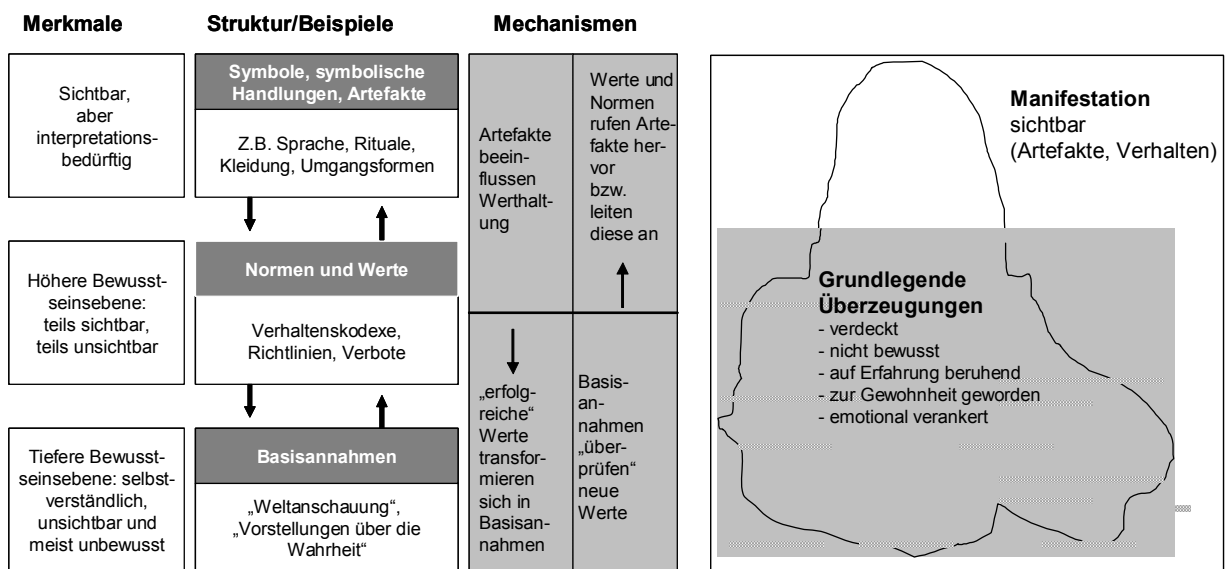 Merkmale
Struktur/Beispiele
Mechanismen
Sichtbar,
aber
interpretations-
bedürftig
Symbole, symbolische
Handlungen, Artefakte
Z.B. Sprache, Rituale,
Kleidung, Umgangsformen
Artefakte
beein-
flussen
Werthalt-
ung
Werte und
Normen
rufen Arte-
fakte her-
vor
bzw.
leiten
diese an
Höhere Bewusst-
seinsebene:
teils sichtbar,
teils unsichtbar
Normen und Werte
Verhaltenskodexe,
Richtlinien, Verbote
Tiefere Bewusst-
seinsebene: selbst-
verständlich,
unsichtbar und
meist unbewusst
Basisannahmen
„Weltanschauung“,
„Vorstellungen über die
Wahrheit“
„erfolg-
reiche“
Werte
transfor-
mieren
sich in
Basisan-
nahmen
Basis-
an-
nahmen
„über-
prüfen“
neue
Werte
Manifestation
sichtbar
(Artefakte, Verhalten)
Grundlegende
Überzeugungen
- verdeckt
- nicht bewusst
- auf Erfahrung beruhend
- zur Gewohnheit geworden
- emotional verankert